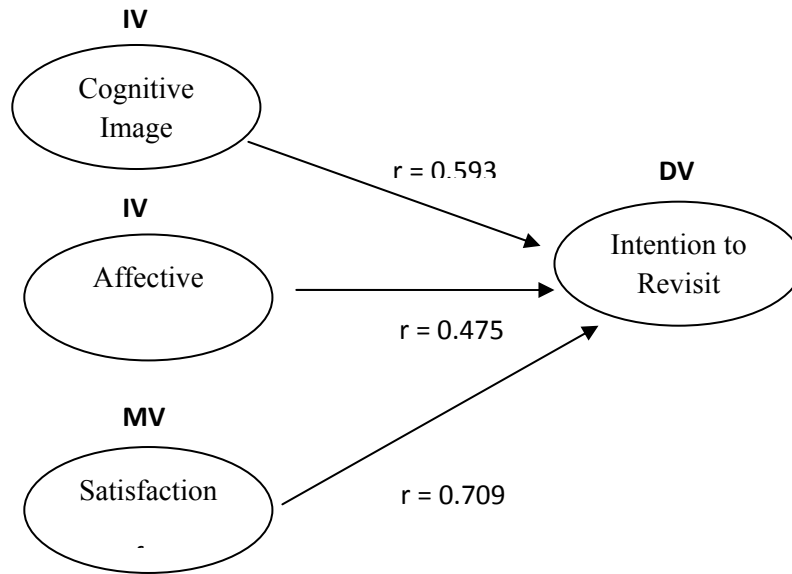 IV
Cognitive
Image
r = 0.593
DV
IV
Affective
Intention to
Revisit
r = 0.475
MV
Satisfaction
r = 0.709